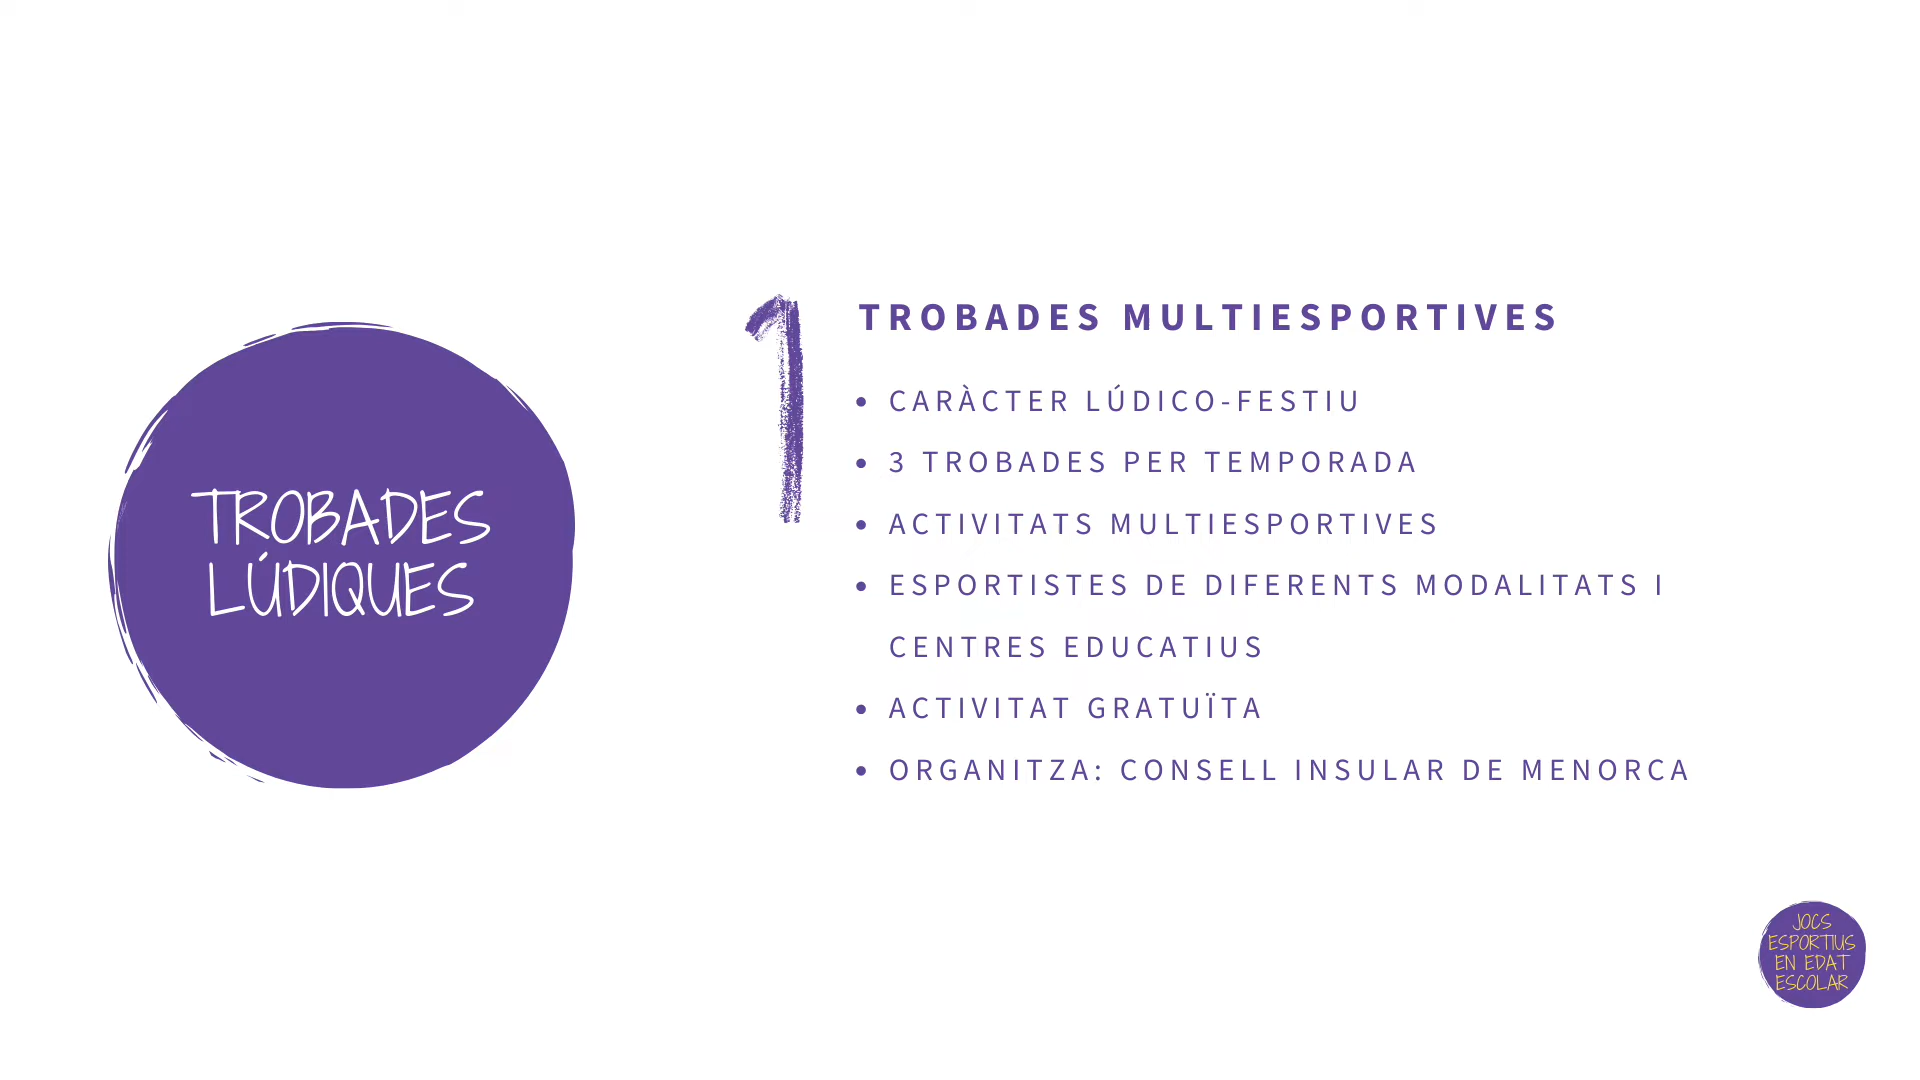 TROBADES
LÚDIQUES
1
TROBADES MULTIESPORTIVES
• CARÀCTER LÚDICO-FESTIU
• 3 TROBADES PER TEMPORADA
• ACTIVITATS MULTIESPORTIVES
• ESPORTISTES DE DIFERENTS MODALITATS I
CENTRES EDUCATIUS
• ACTIVITAT GRATUÏTA
• ORGANITZA: CONSELL INSULAR DE MENORCA
JOCS
ESPORTIUS
EN EDAT
ESCOLAR